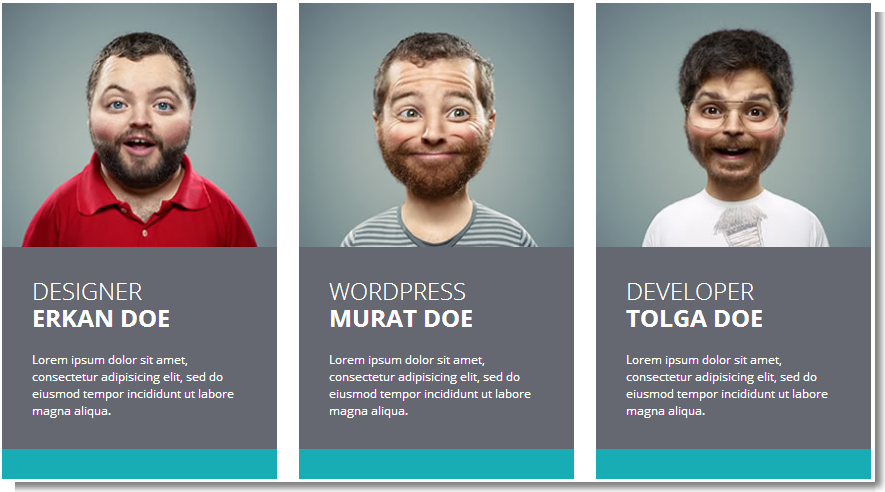 DESIGNER
ERKAN DOE
Lorem ipsum dolor sit amet,
consectetur adipisicing elit, sed do
eiusmod tempor incididunt ut labore
magna aliqua.
WORDPRESS
MURAT DOE
Lorem ipsum dolor sit amet,
consectetur adipisicing elit, sed do
eiusmod tempor incididunt ut labore
magna aliqua.
DEVELOPER
TOLGA DOE
Lorem ipsum dolor sit amet,
consectetur adipisicing elit, sed do
eiusmod tempor incididunt ut labore
magna aliqua.